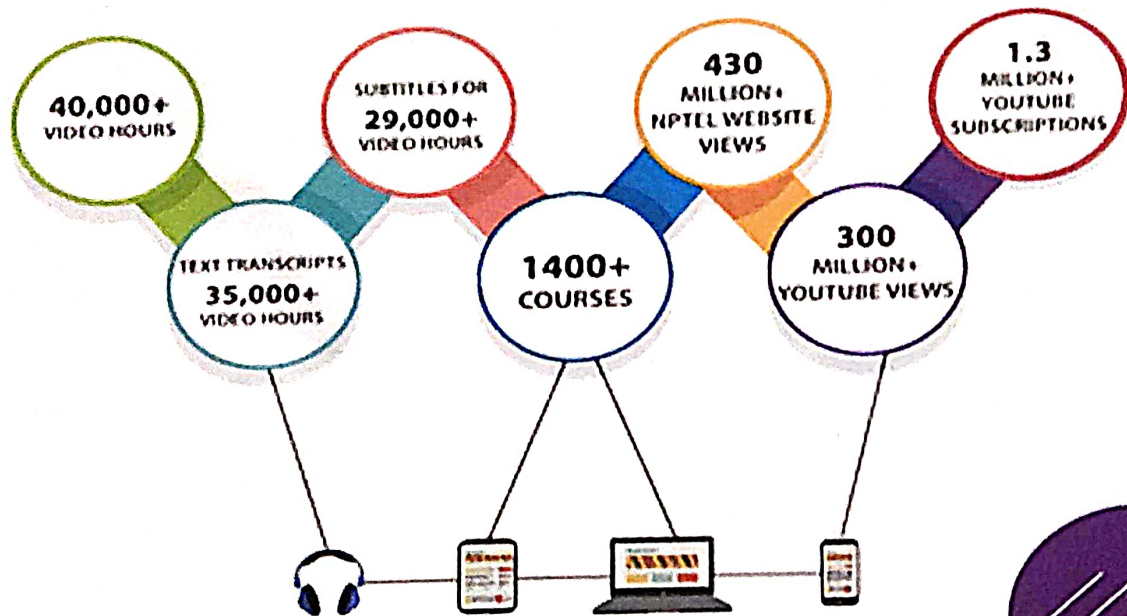 40,000+
VIDEO HOURS
TEXT TRANSCRIPTS
35,000+
VIDEO HOURS
SUBTITLES FOR
29,000+
VIDEO HOURS
1400+
COURSES
430
MILLION+
NPTEL WEBSITE
VIEWS
300
MILLION+
YOUTUBE VIEWS
1.3
MILLION+
YOUTUBE
SUBSCRIPTIONS